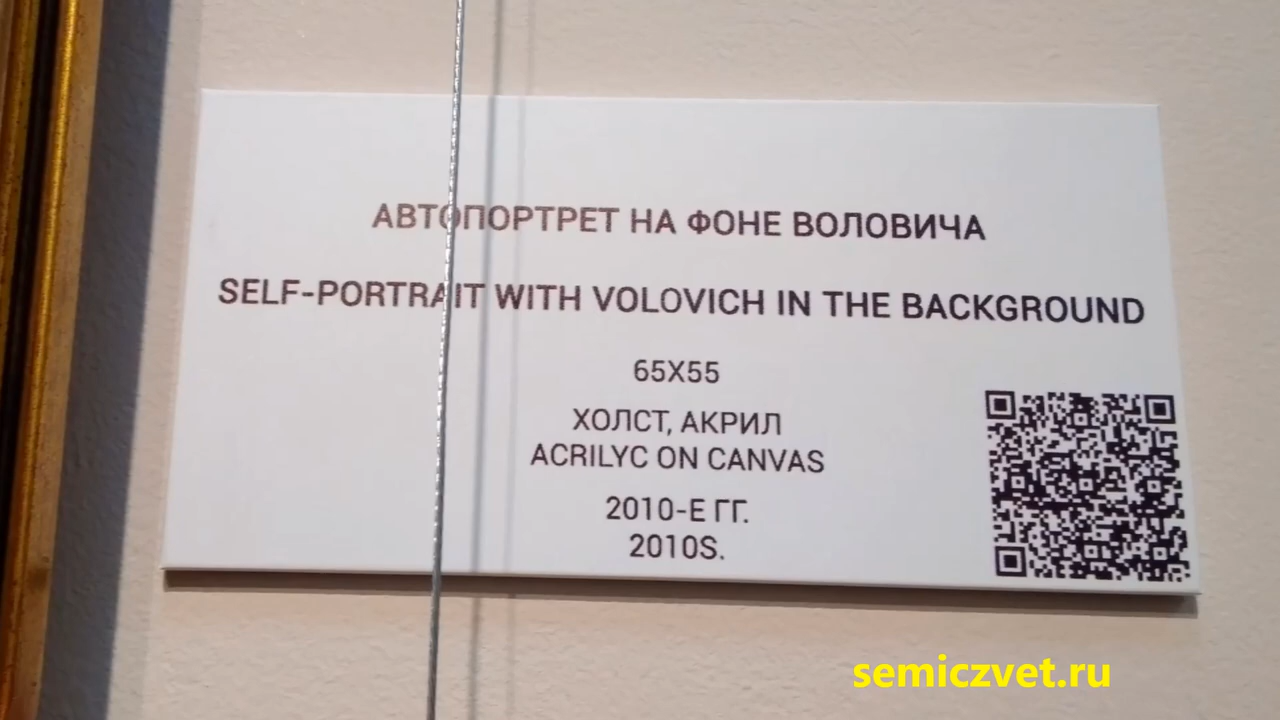 АВТОПОРТРЕТ НА ФОНЕ ВОЛОВИЧА
SELF-PORTRAIT WITH VOLOVICH IN THE BACKGROUND
65X55
ХОЛСТ, АКРИЛ
ACRILYC ON CANVAS
2010-Е ГГ.
2010S.
semiczvet.ru